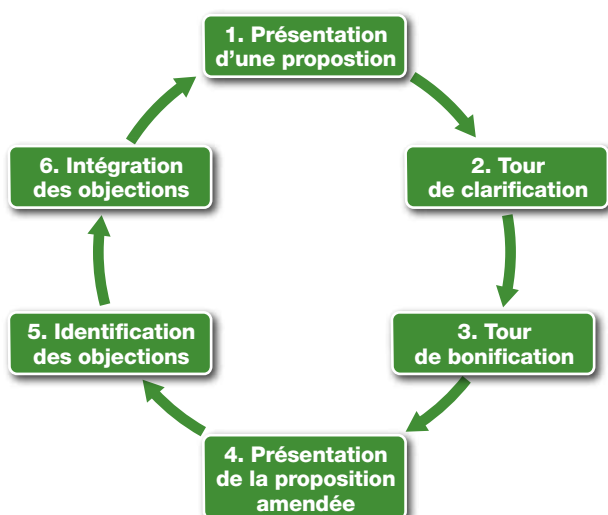 1. Présentation
d’une propostion
2. Tour
de clarification
3. Tour
de bonification
4. Présentation
de la proposition
amendée
5. Identification
des objections
6. Intégration
des objections